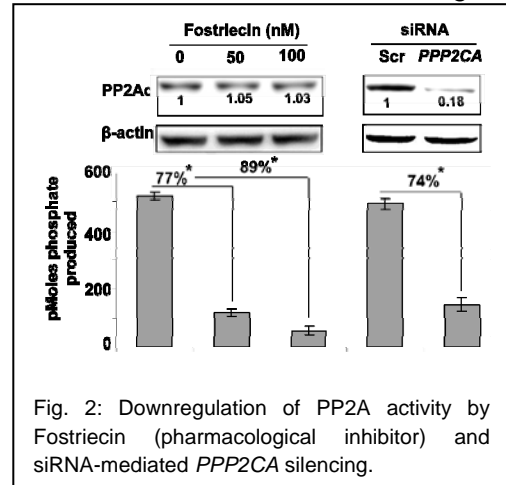 Fostriecin (nM) siRNA
0 50 100 Scr PPP2CA
PP2Ac
1 1.05 1.03 1 0.18
β-actin
600
77%* 89%* 74%*
400
200
0
pMoles phosphate
produced
Fig. 2: Downregulation of PP2A activity by
Fostriecin (pharmacological inhibitor) and
siRNA-mediated PPP2CA silencing.